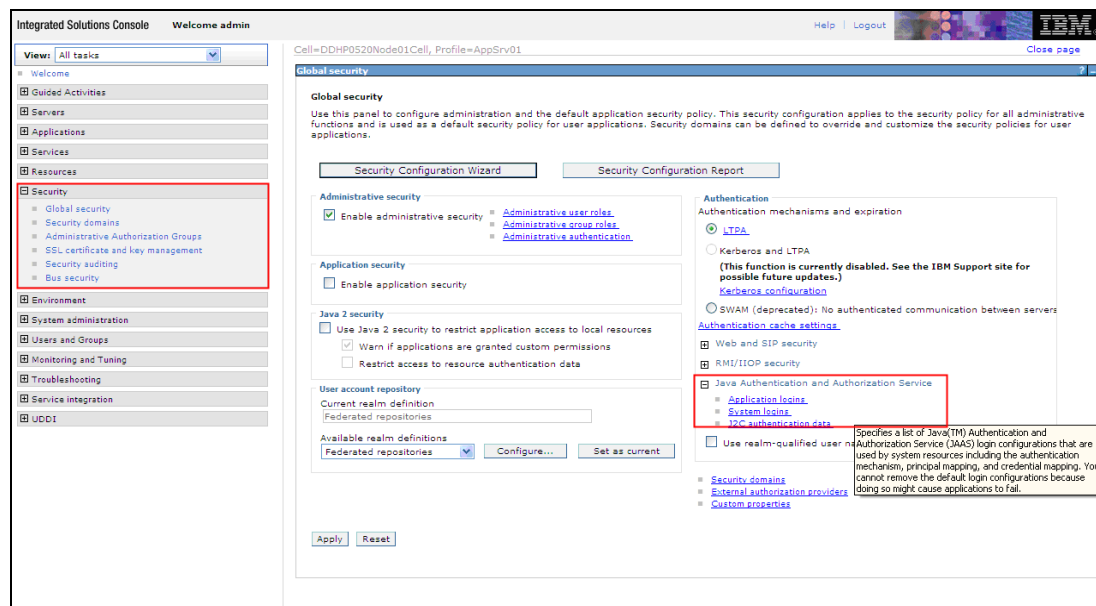 Integrated Solutions Console Welcome admin
Help | Logout
IBM.
View: All tasks
Cell=DDHP0520Node01Cell, Profile=AppSrv01
Close page
Welcome
Guided Activities
Servers
Applications
Services
Resources
Security
Global security
Security domains
Administrative Authorization Groups
SSL certificate and key management
Security auditing
Bus security
Environment
System administration
Users and Groups
Monitoring and Tuning
Troubleshooting
Service integration
UDDI
Global security
?
Global security
Use this panel to configure administration and the default application security policy. This security configuration applies to the security policy for all administrative
functions and is used as a default security policy for user applications. Security domains can be defined to override and customize the security policies for user
applications.
Security Configuration Wizard
Security Configuration Report
Administrative security
Enable administrative security
Administrative user roles
Administrative group roles
Administrative authentication
Application security
Enable application security
Java 2 security
Use Java 2 security to restrict application access to local resources
Warn if applications are granted custom permissions
Restrict access to resource authentication data
User account repository
Current realm definition
Federated repositories
Available realm definitions
Federated repositories
Configure...
Set as current
Authentication
Authentication mechanisms and expiration
LTPA
Kerberos and LTPA
(This function is currently disabled. See the IBM Support site for
possible future updates.)
Kerberos configuration
SWAM (deprecated): No authenticated communication between servers
Authentication cache settings
Web and SIP security
RMI/IIOP security
Java Authentication and Authorization Service
Application logins
System logins
J2C authentication data
Use realm-qualified user
Specifies a list of Java(TM) Authentication and
Authorization Service (JAAS) login configurations that are
used by system resources including the authentication
mechanism, principal mapping, and credential mapping. You
cannot remove the default login configurations because
doing so might cause applications to fail.
Security domains
External authorization providers
Custom properties
Apply
Reset